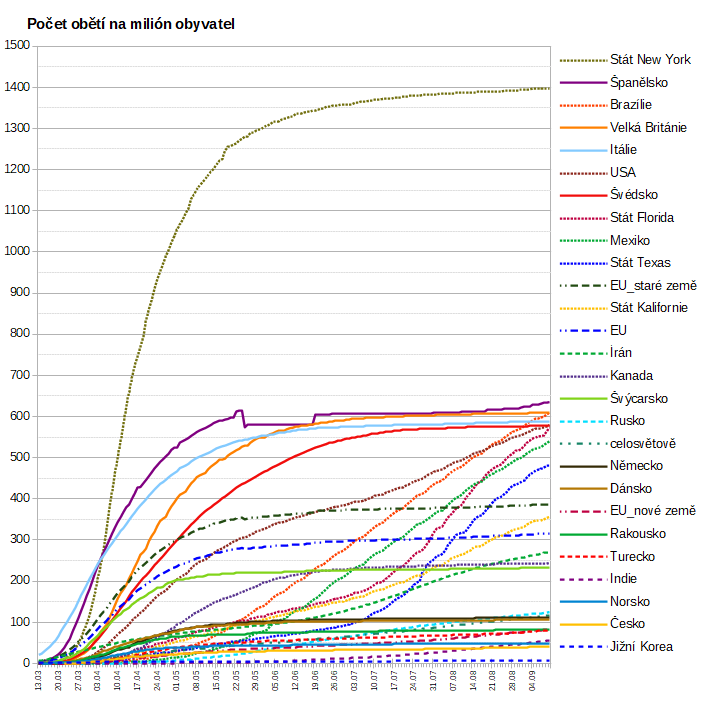 Počet obětí na milión obyvatel
1500
1400
1300
1200
1100
1000
900
800
700
600
500
400
300
200
100
0
13.03
20.03
27.03
03.04
10.04
17.04
24.04
01.05
08.05
15.05
22.05
29.05
05.06
12.06
19.06
26.06
03.07
10.07
17.07
24.07
31.07
07.08
14.08
21.08
28.08
04.09
Stát New York
Španělsko
Brazílie
Velká Británie
Itálie
USA
Švédsko
Stát Florida
Mexiko
Stát Texas
EU_staré země
Stát Kalifornie
EU
Írán
Kanada
Švýcarsko
Rusko
celosvětově
Německo
Dánsko
EU_nové země
Rakousko
Turecko
Indie
Norsko
Česko
Jižní Korea